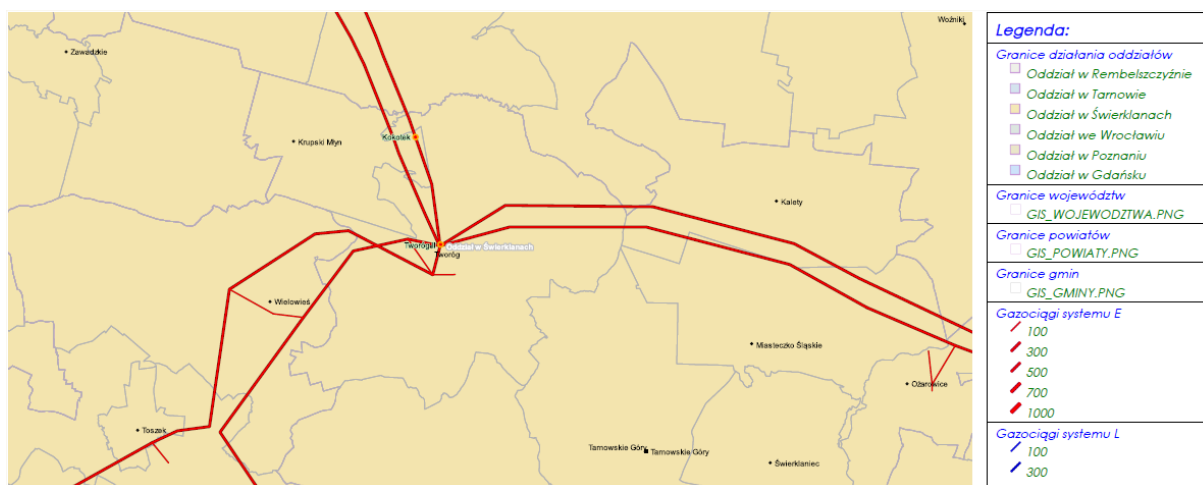 Woźniki
Zawadzkie
Kokotek
Krupski Młyn
Kalety
Tworóg
Oddział w Świerklanach
Tworóg
Wielowieś
Miasteczko Śląskie
Ożarowice
Toszek
Tarnowskie Góry
Tarnowskie Góry
Świerklaniec
Legenda:
Granice działania oddziałów
Oddział w Rembelszczyźnie
Oddział w Tarnowie
Oddział w Świerklanach
Oddział we Wrocławiu
Oddział w Poznaniu
Oddział w Gdańsku
Granice województw
GIS_WOJEWODZTWA.PNG
Granice powiatów
GIS_POWIATY.PNG
Granice gmin
GIS_GMINY.PNG
Gazociągi systemu E
100
300
500
700
1000
Gazociągi systemu L
100
300